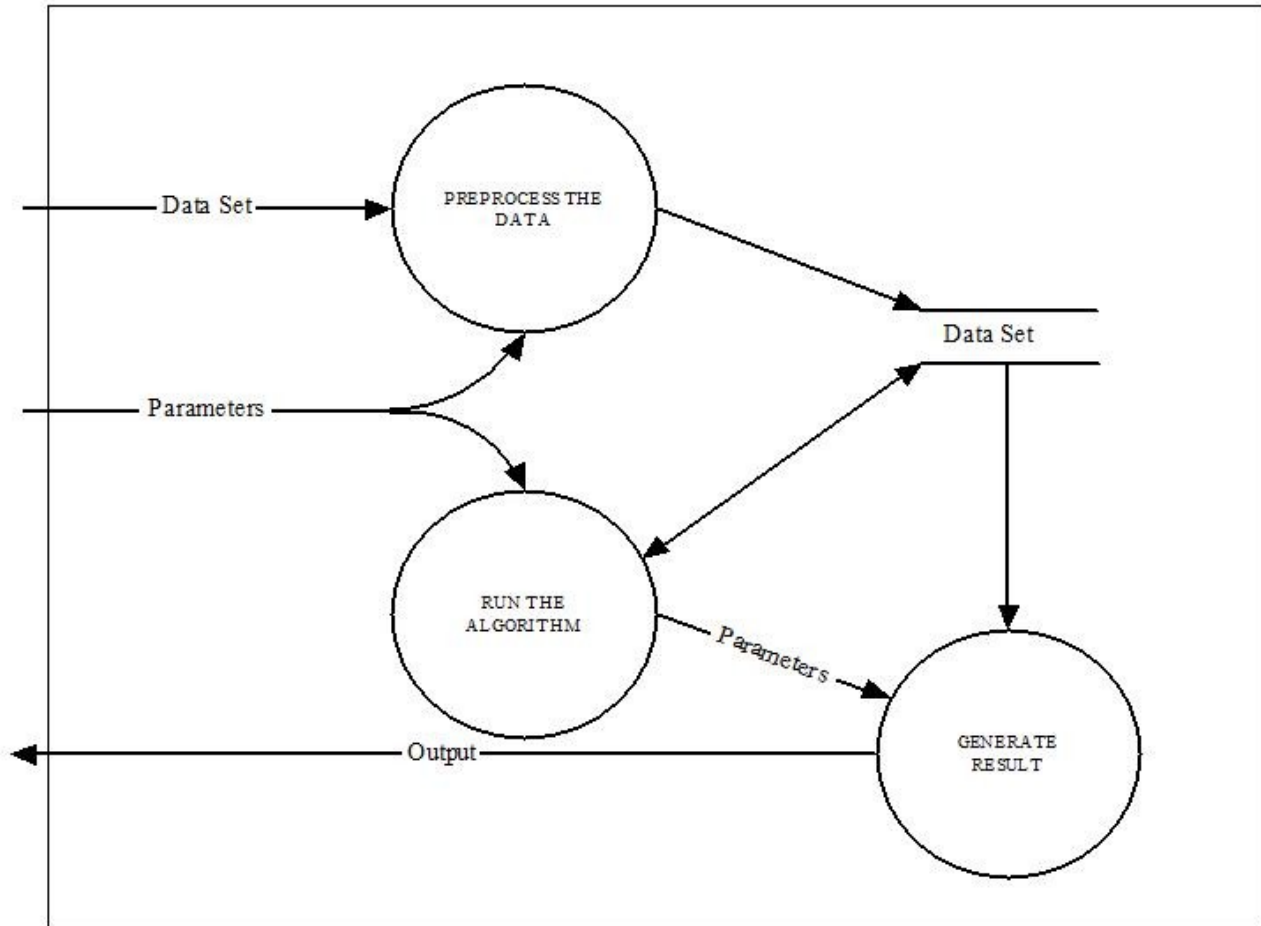 PREPROCESS THE
DATA
Data Set
Data Set
Parameters
RUN THE
ALGORITHM
Parameters
GENERATE
RESULT
Output